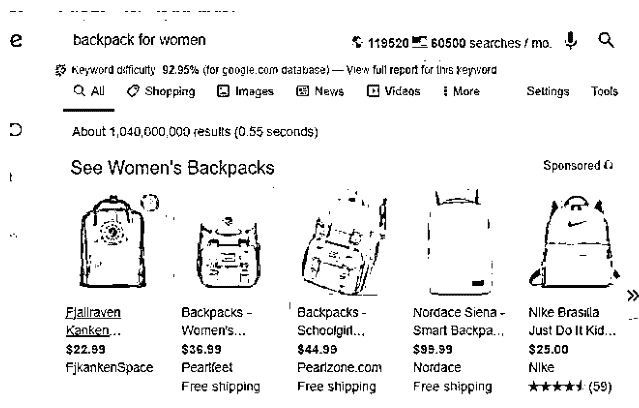 backpack for women
119520 60500 searches / mo.
Keyword difficulty 92.95% (for google.com database) — View full report for this keyword
All Shopping Images News Videos More Settings Tools
About 1,040,000,000 results (0.55 seconds)
See Women's Backpacks
Sponsored
Fjallraven Kanken...
$22.99
FjkankenSpace
Backpacks - Women's...
$36.99
Pearlfeet
Free shipping
Backpacks - Schoolgirl...
$44.99
Pearlzone.com
Free shipping
Nordace Siena - Smart Backpa...
$99.99
Nordace
Free shipping
Nike Brasilia Just Do It Kid...
$25.00
Nike
(59)